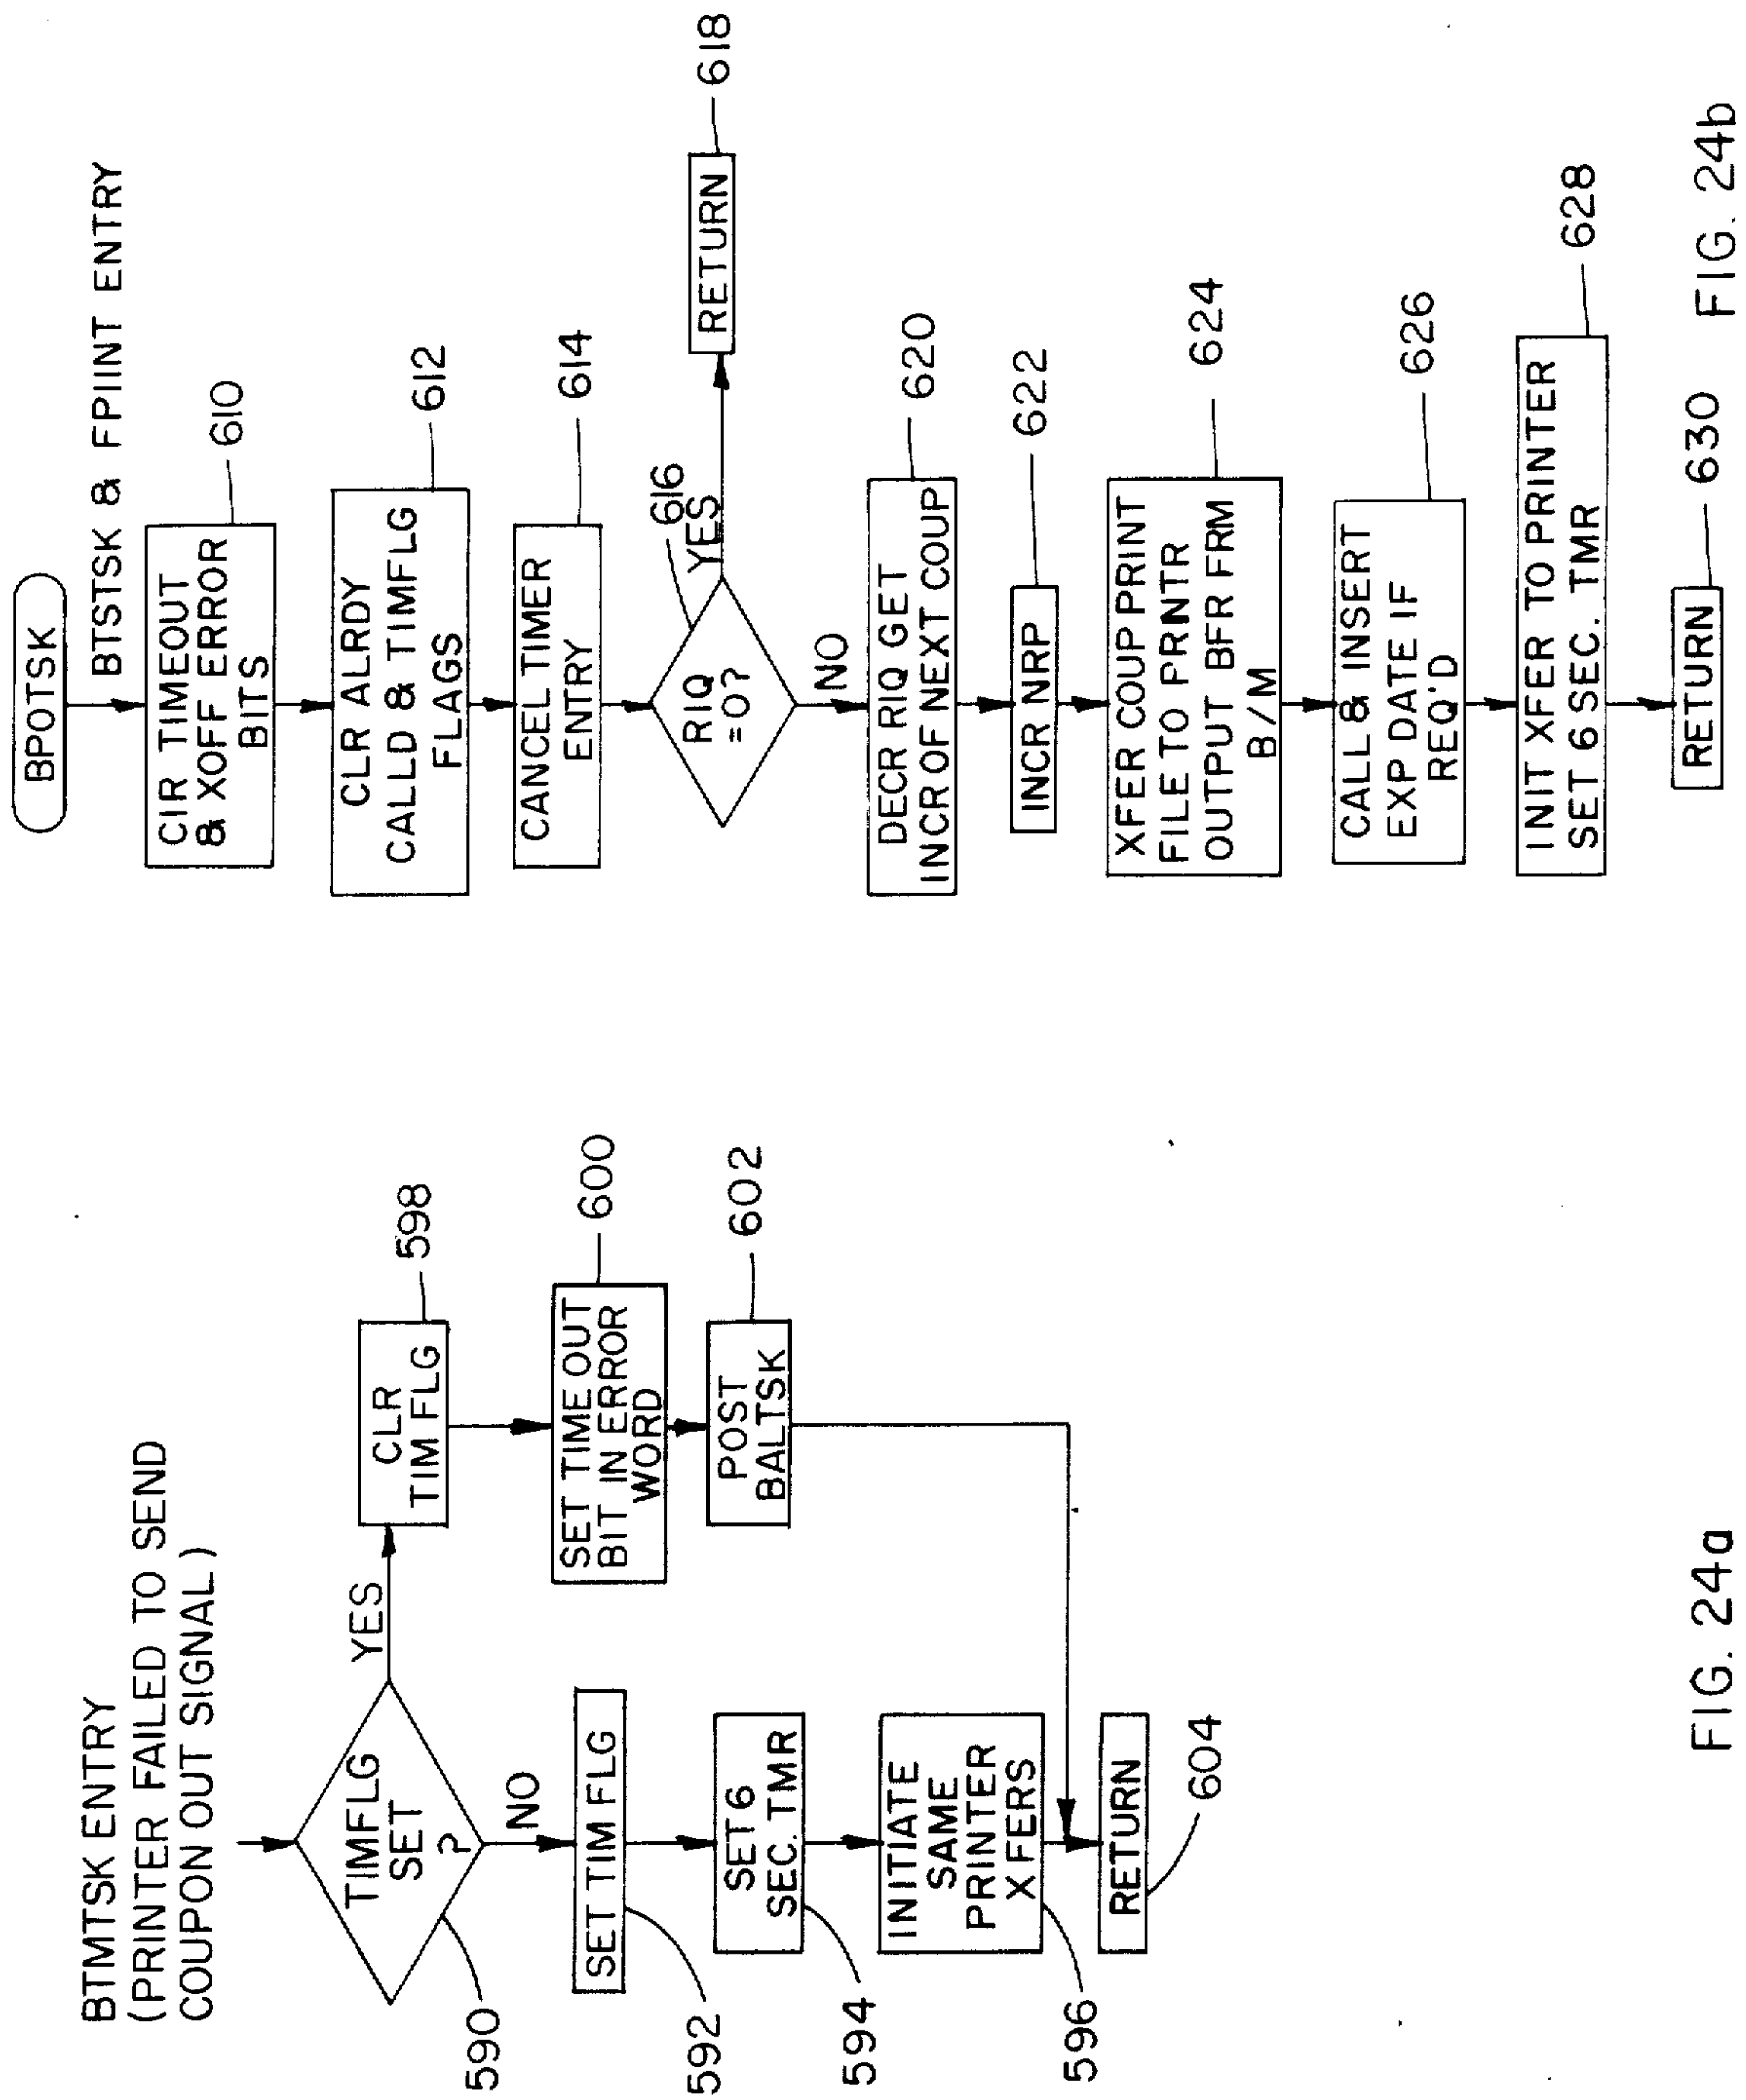 BTMTSK ENTRY
(PRINTER FAILED TO SEND
COUPON OUT SIGNAL)
TIMFLG
SET
?
590
YES
NO
CLR
TIM FLG
598
SET TIME OUT
BIT IN ERROR
WORD
600
POST
BALTSK
602
SET TIM FLG
592
SET 6
SEC. TMR
594
INITIATE
SAME
PRINTER
XFERS
596
RETURN
604
FIG. 24a
BPOTSK
BTSTSK & FPIINT ENTRY
CIR TIMEOUT
& XOFF ERROR
BITS
610
CLR ALRDY
CALLD & TIMFLG
FLAGS
612
CANCEL TIMER
ENTRY
614
RIQ
=0?
616
YES
RETURN
618
NO
DECR RIQ GET
INCR OF NEXT COUP
620
INCR NRP
622
XFER COUP PRINT
FILE TO PRNTR
OUTPUT BFR FRM
B/M
624
CALL & INSERT
EXP DATE IF
REQ'D
626
INIT XFER TO PRINTER
SET 6 SEC. TMR
628
RETURN
630
FIG. 24b